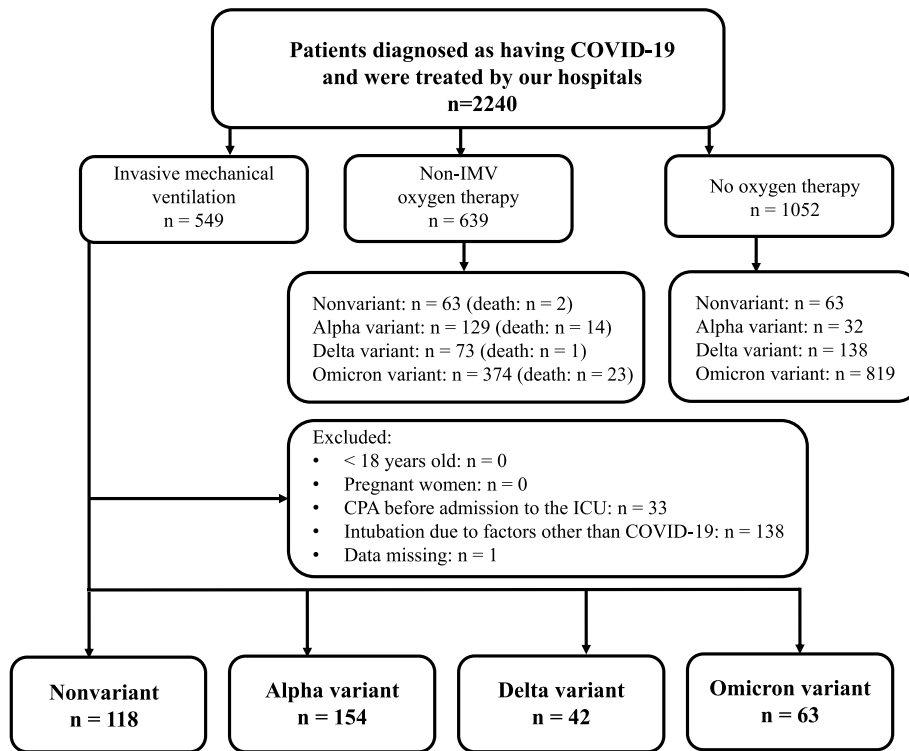 Patients diagnosed as having COVID-19
and were treated by our hospitals
n=2240
Invasive mechanical
ventilation
n = 549
Non-IMV
oxygen therapy
n = 639
No oxygen therapy
n = 1052
Nonvariant: n = 63 (death: n = 2)
Alpha variant: n = 129 (death: n = 14)
Delta variant: n = 73 (death: n = 1)
Omicron variant: n = 374 (death: n = 23)
Nonvariant: n = 63
Alpha variant: n = 32
Delta variant: n = 138
Omicron variant: n = 819
Excluded:
• < 18 years old: n = 0
• Pregnant women: n = 0
• CPA before admission to the ICU: n = 33
• Intubation due to factors other than COVID-19: n = 138
• Data missing: n = 1
Nonvariant
n = 118
Alpha variant
n = 154
Delta variant
n = 42
Omicron variant
n = 63